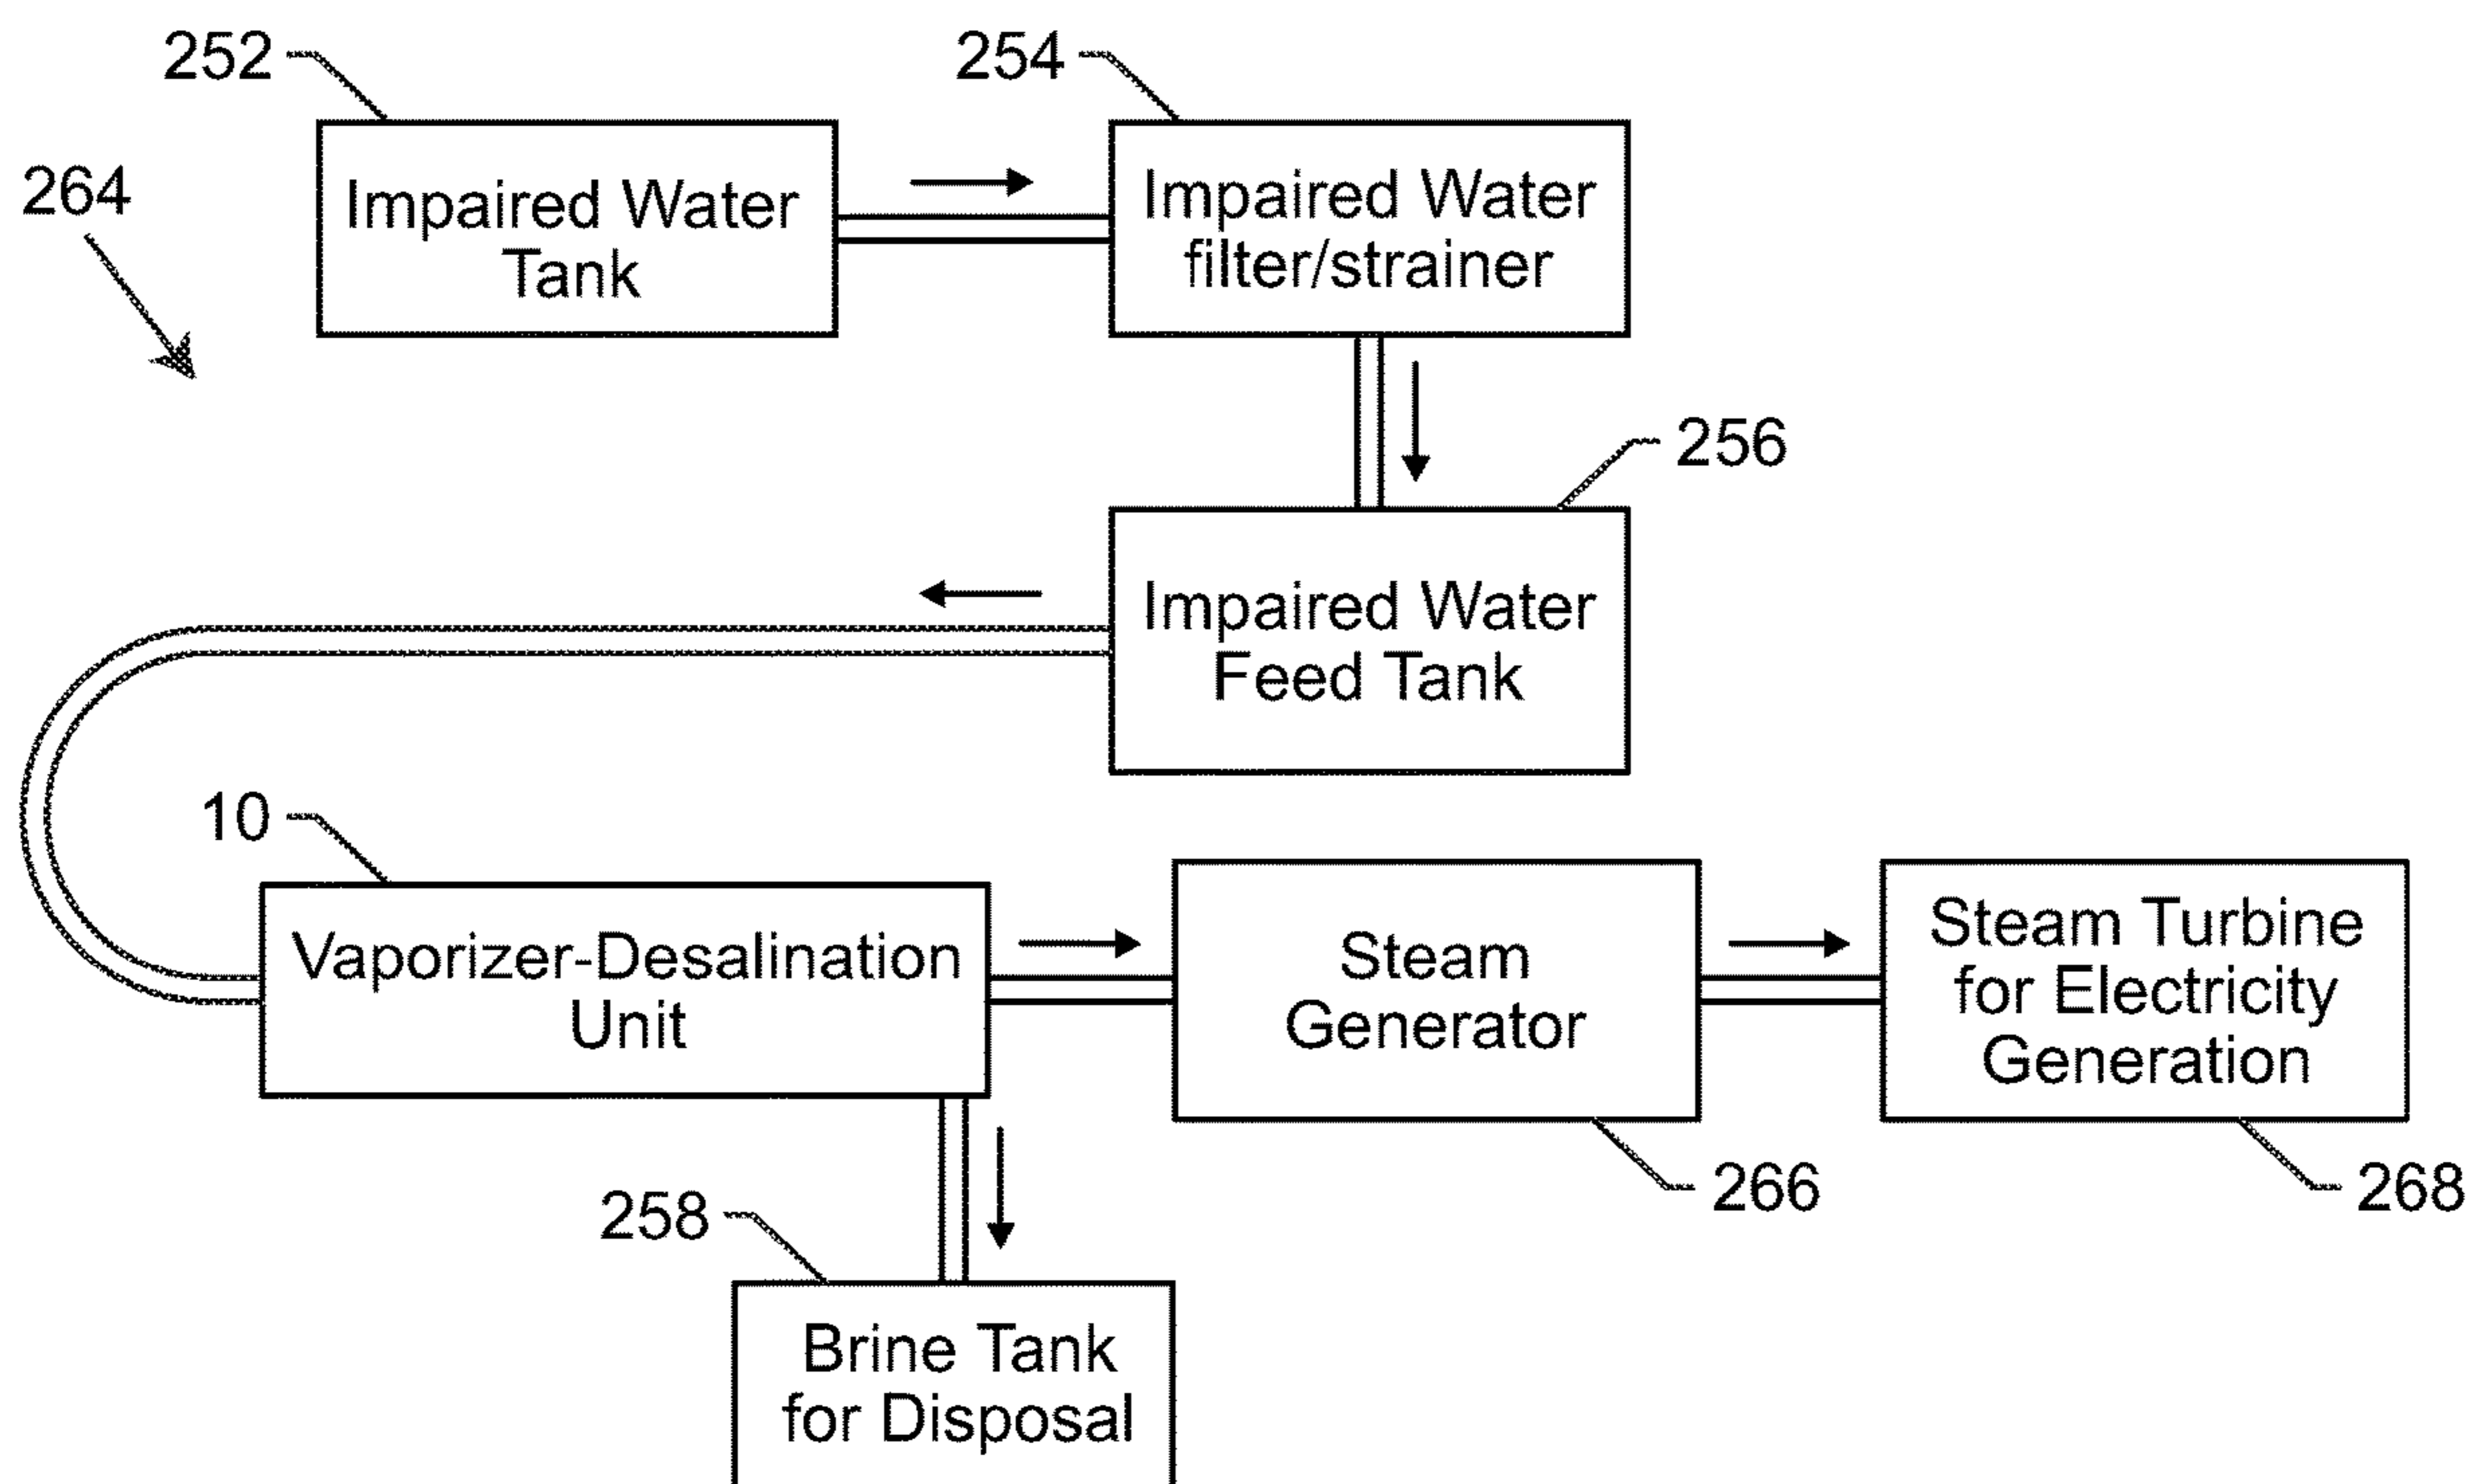 252
254
264
Impaired Water
Tank
Impaired Water
filter/strainer
256
Impaired Water
Feed Tank
10
Vaporizer-Desalination
Unit
Steam
Generator
Steam Turbine
for Electricity
Generation
258
266
268
Brine Tank
for Disposal